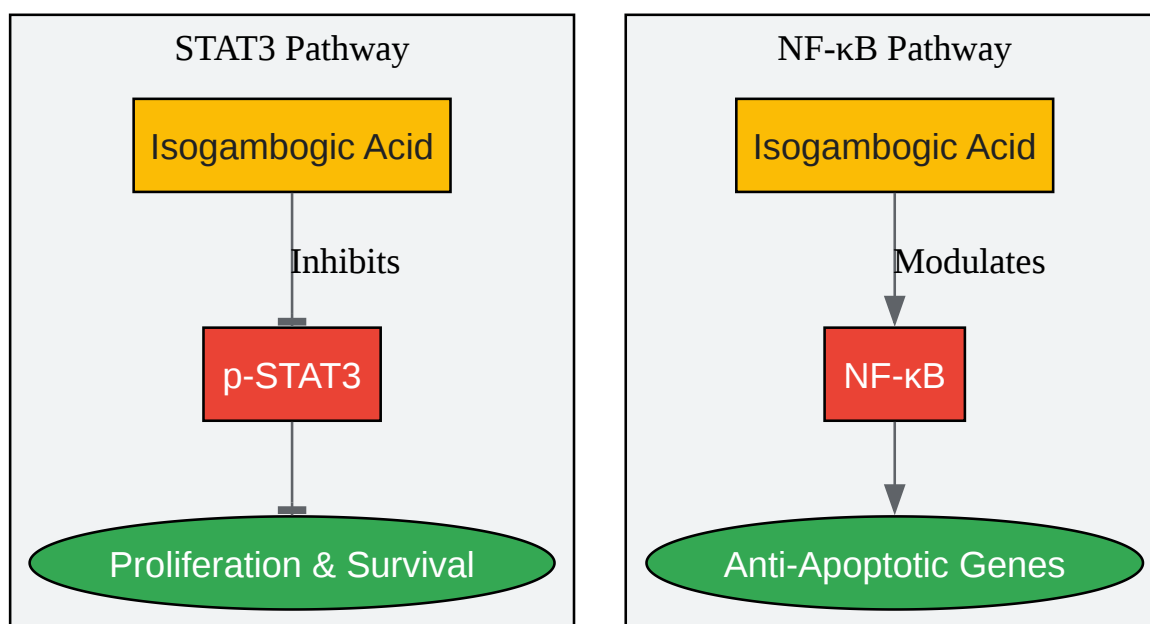 STAT3 Pathway
Isogambogic Acid
Inhibits
p-STAT3
Proliferation & Survival
NF-κB Pathway
Isogambogic Acid
Modulates
NF-κB
Anti-Apoptotic Genes